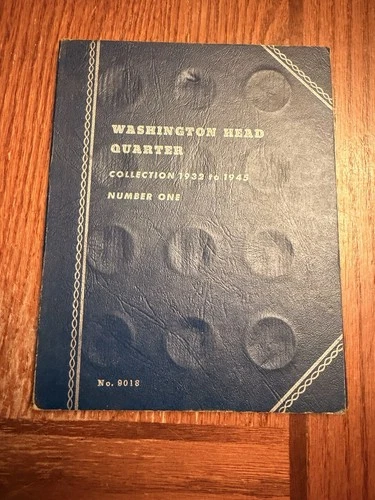 WASHINGTON HEAD
QUARTER
COLLECTION 1932 to 1945
NUMBER ONE
No. 9018